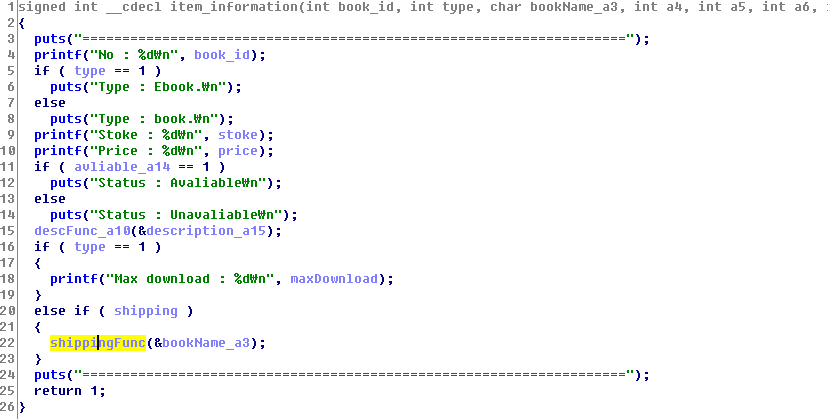 1 signed int __cdecl item_information(int book_id, int type, char bookName_a3, int a4, int a5, int a6,
2 {
3 puts("====================================================================");
4 printf("No : %d₩n", book_id);
5 if ( type == 1 )
6 puts("Type : Ebook.₩n");
7 else
8 puts("Type : book.₩n");
9 printf("Stoke : %d₩n", stoke);
10 printf("Price : %d₩n", price);
11 if ( avliable_a14 == 1 )
12 puts("Status : Avaliable₩n");
13 else
14 puts("Status : Unavaliable₩n");
15 descFunc_a10(&description_a15);
16 if ( type == 1 )
17 {
18 printf("Max download : %d₩n", maxDownload);
19 }
20 else if ( shipping )
21 {
22 shippingFunc(&bookName_a3);
23 }
24 puts("====================================================================");
25 return 1;
26 }